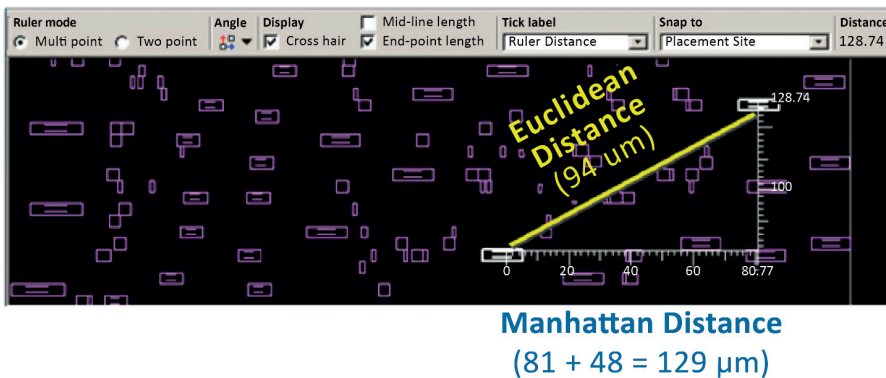 Ruler mode Angle Display Mid-line length Tick label Snap to Distance
Multi point Two point Cross hair End-point length Ruler Distance Placement Site 128.74
Euclidean
Distance
(94 um)
128.74
100
0 20 40 60 80.77
Manhattan Distance
(81 + 48 = 129 μm)